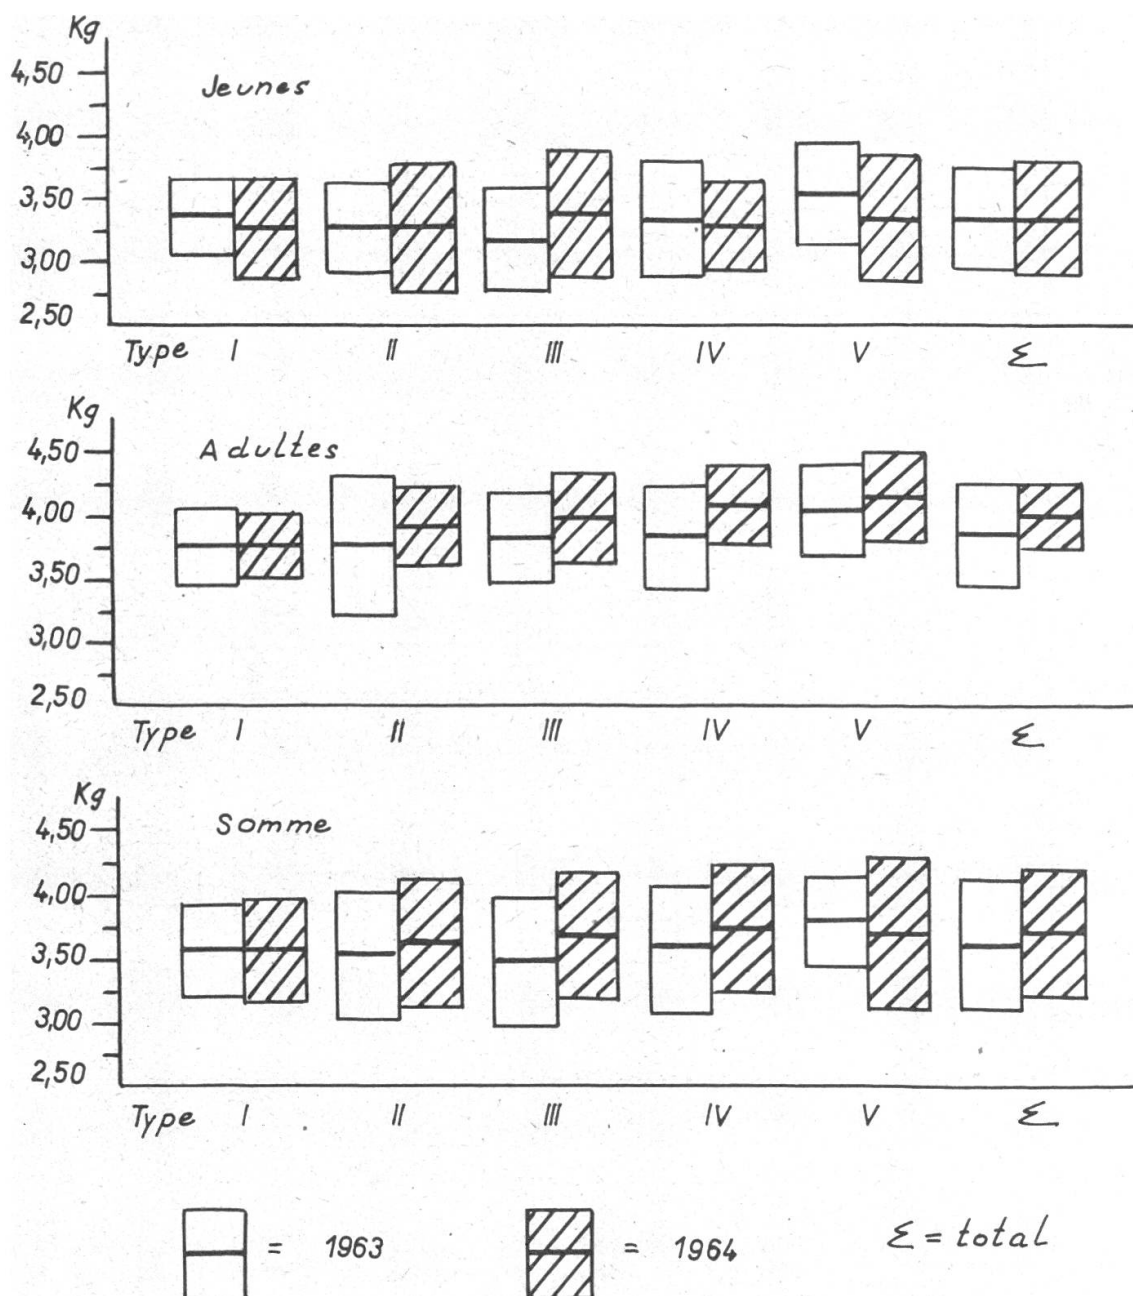 Kg
4,50
Jeunes
4,00
3,50
3,00
2,50
Type I II III IV V Σ
Kg
4,50
Adultes
4,00
3,50
3,00
2,50
Type I II III IV V Σ
Kg
4,50
Somme
4,00
3,50
3,00
2,50
Type I II III IV V Σ
= 1963 = 1964 Σ = total